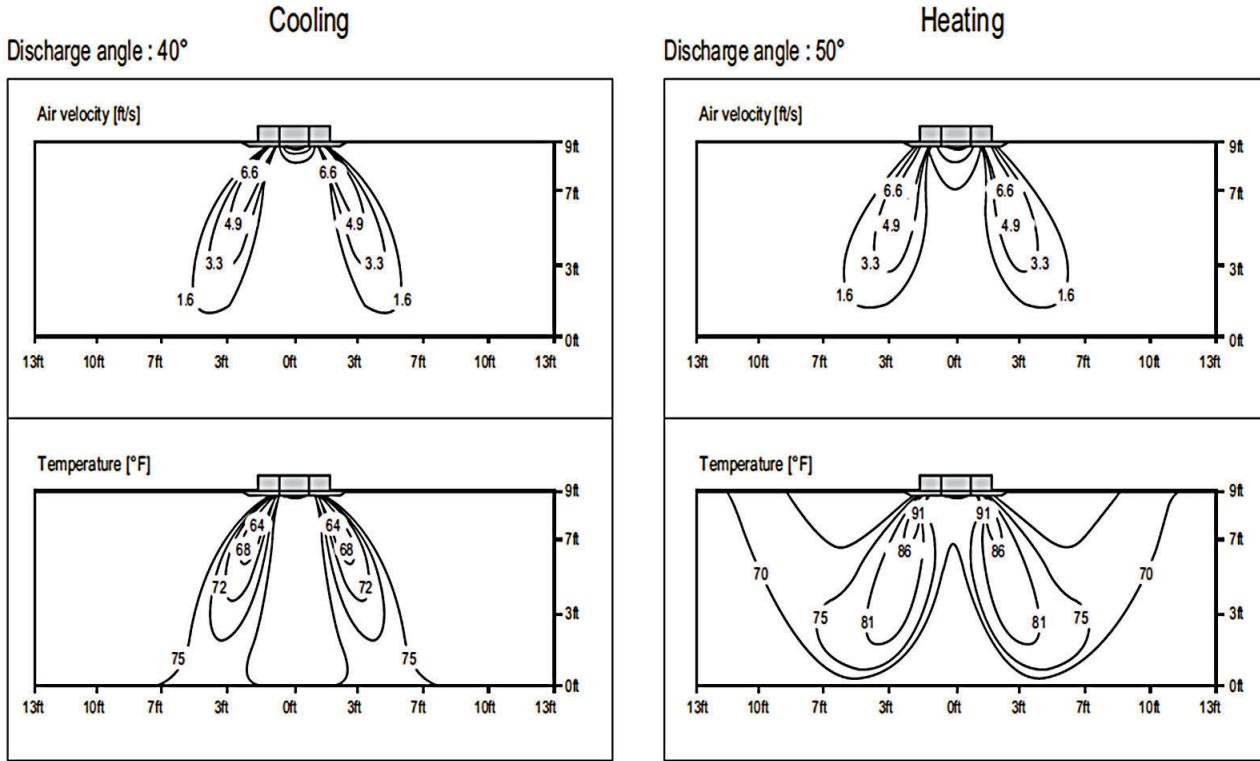 Cooling
Discharge angle : 40°
Air velocity [ft/s]
9ft
6.6 6.6
7ft
4.9 4.9
3.3 3.3
3ft
1.6 1.6
0ft
13ft 10ft 7ft 3ft 0ft 3ft 7ft 10ft 13ft
Temperature [°F]
9ft
64 64
7ft
68 68
72 72
3ft
75 75
0ft
13ft 10ft 7ft 3ft 0ft 3ft 7ft 10ft 13ft
Heating
Discharge angle : 50°
Air velocity [ft/s]
9ft
6.6 6.6
7ft
4.9 4.9
3.3 3.3
3ft
1.6 1.6
0ft
13ft 10ft 7ft 3ft 0ft 3ft 7ft 10ft 13ft
Temperature [°F]
9ft
91 91
7ft
86 86
70 70
75 75
3ft
81 81
0ft
13ft 10ft 7ft 3ft 0ft 3ft 7ft 10ft 13ft